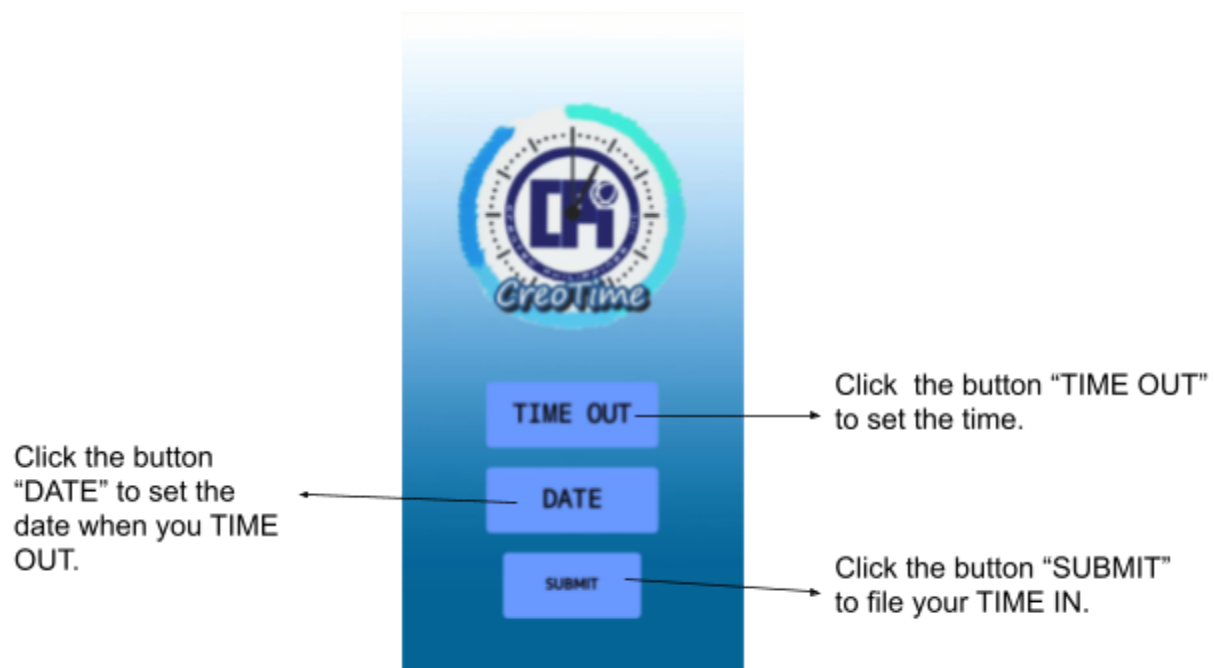 CreoTime
TIME OUT
Click  the button “TIME OUT”
to set the time.
DATE
Click the button
“DATE” to set the
date when you TIME
OUT.
SUBMIT
Click the button “SUBMIT”
to file your TIME IN.